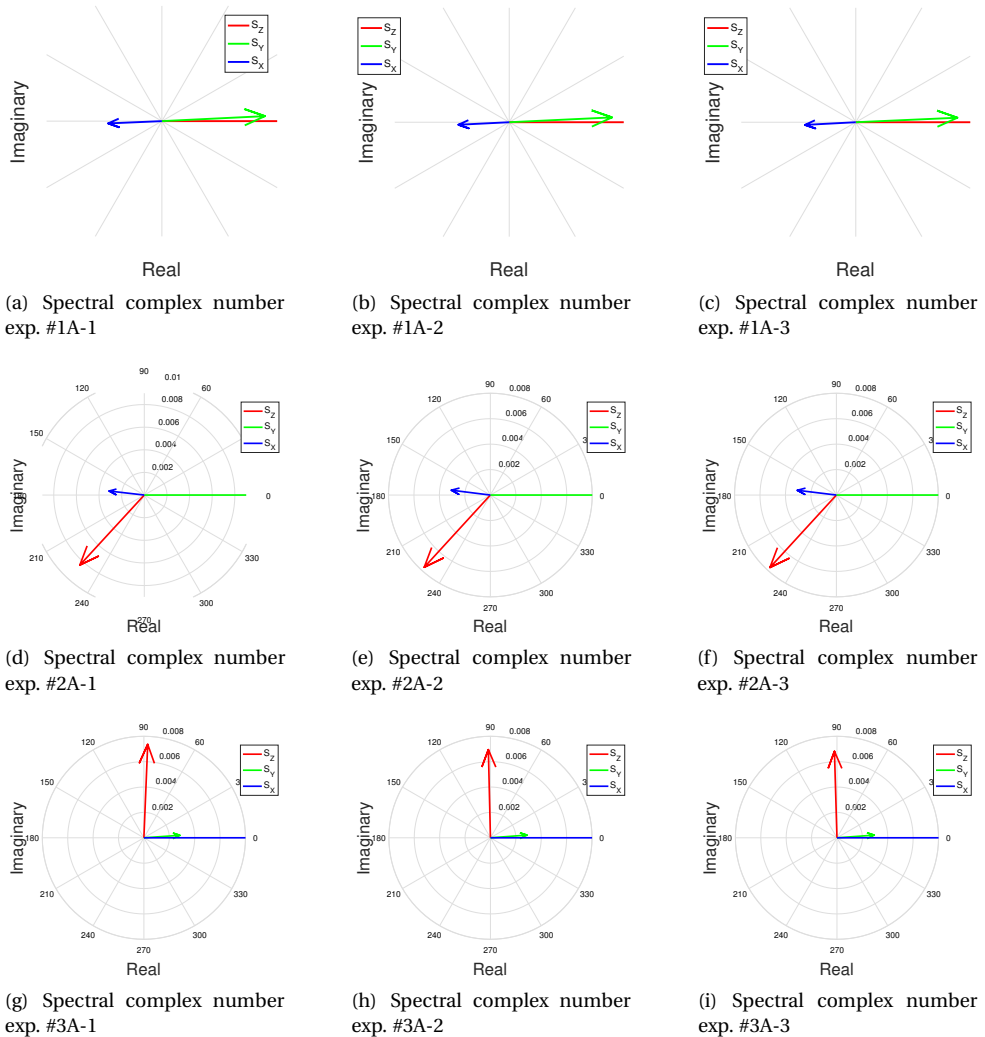 S_Z
S_Y
S_X
Imaginary
Real
S_Z
S_Y
S_X
Imaginary
Real
S_Z
S_Y
S_X
Imaginary
Real
(a) Spectral complex number
exp. #1A-1
(b) Spectral complex number
exp. #1A-2
(c) Spectral complex number
exp. #1A-3
90
0.01
120
60
0.008
0.006
0.004
0.002
150
180
0
210
330
240
300
270
S_Z
S_Y
S_X
Imaginary
Real
90
0.008
120
60
0.006
0.004
0.002
150
3
180
0
210
330
240
300
270
S_Z
S_Y
S_X
Imaginary
Real
90
0.008
120
60
0.006
0.004
0.002
150
3
180
0
210
330
240
300
270
S_Z
S_Y
S_X
Imaginary
Real
(d) Spectral complex number
exp. #2A-1
(e) Spectral complex number
exp. #2A-2
(f) Spectral complex number
exp. #2A-3
90
0.008
120
60
0.006
0.004
0.002
150
3
180
0
210
330
240
300
270
S_Z
S_Y
S_X
Imaginary
Real
90
0.008
120
60
0.006
0.004
0.002
150
3
180
0
210
330
240
300
270
S_Z
S_Y
S_X
Imaginary
Real
90
0.008
120
60
0.006
0.004
0.002
150
3
180
0
210
330
240
300
270
S_Z
S_Y
S_X
Imaginary
Real
(g) Spectral complex number
exp. #3A-1
(h) Spectral complex number
exp. #3A-2
(i) Spectral complex number
exp. #3A-3